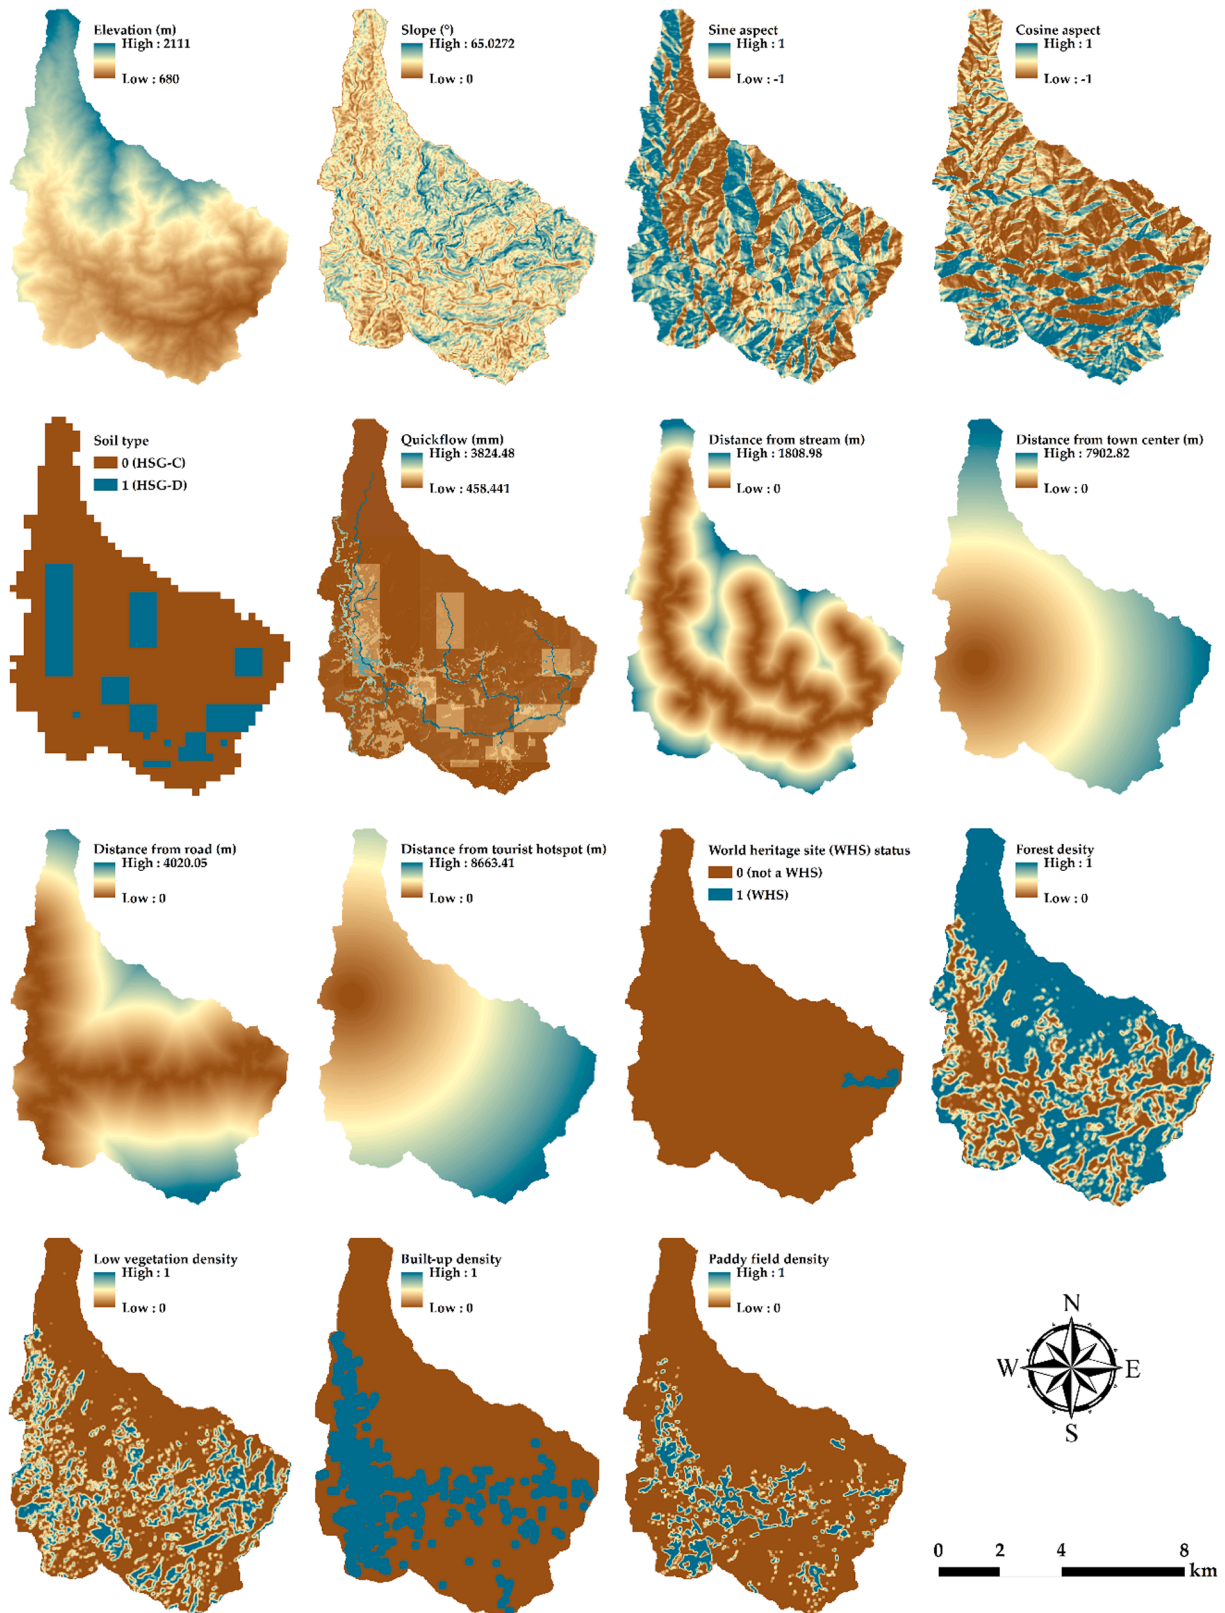 Elevation (m)
High : 2111
Low : 680
Slope (°)
High : 65.0272
Low : 0
Sine aspect
High : 1
Low : -1
Cosine aspect
High : 1
Low : -1
Soil type
0 (HSG-C)
1 (HSG-D)
Quickflow (mm)
High : 3824.48
Low : 458.441
Distance from stream (m)
High : 1808.98
Low : 0
Distance from town center (m)
High : 7902.82
Low : 0
Distance from road (m)
High : 4020.05
Low : 0
Distance from tourist hotspot (m)
High : 8663.41
Low : 0
World heritage site (WHS) status
0 (not a WHS)
1 (WHS)
Forest desity
High : 1
Low : 0
Low vegetation density
High : 1
Low : 0
Built-up density
High : 1
Low : 0
Paddy field density
High : 1
Low : 0
N
W E
S
0 2 4 8
km